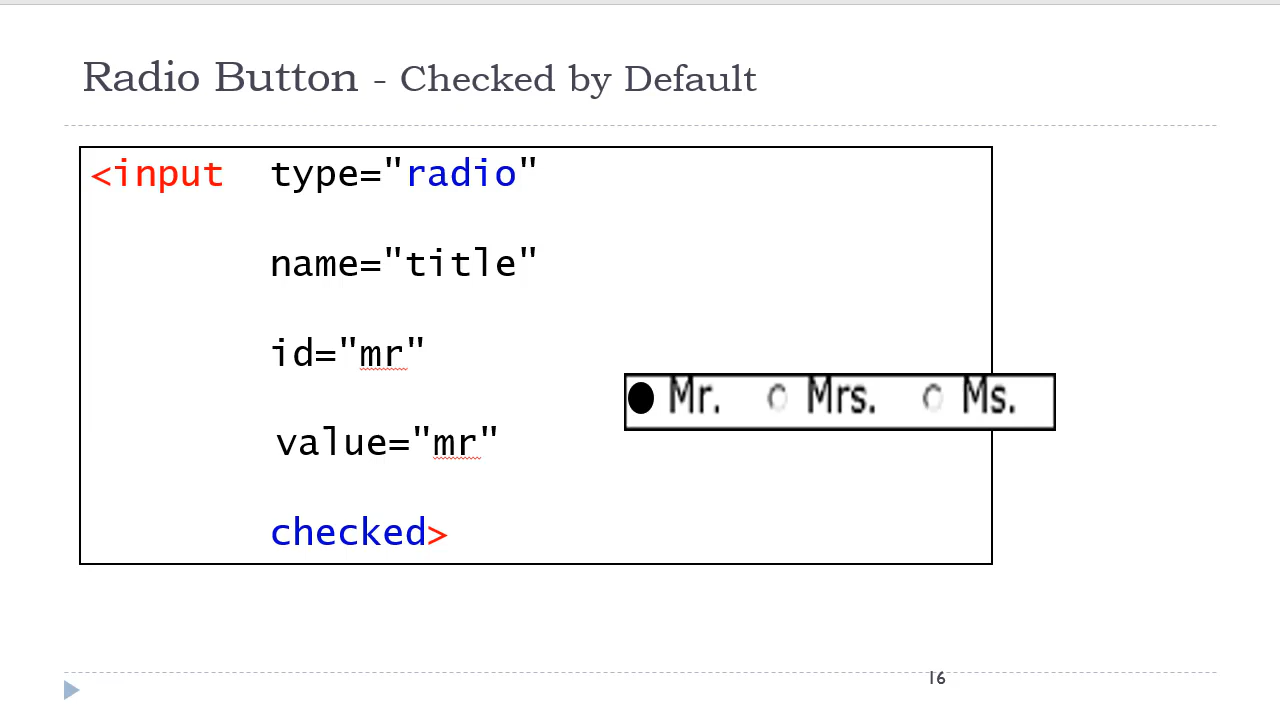 Radio Button - Checked by Default
<input type="radio"
name="title"
id="mr"
value="mr"
checked>
Mr. Mrs. Ms.
16